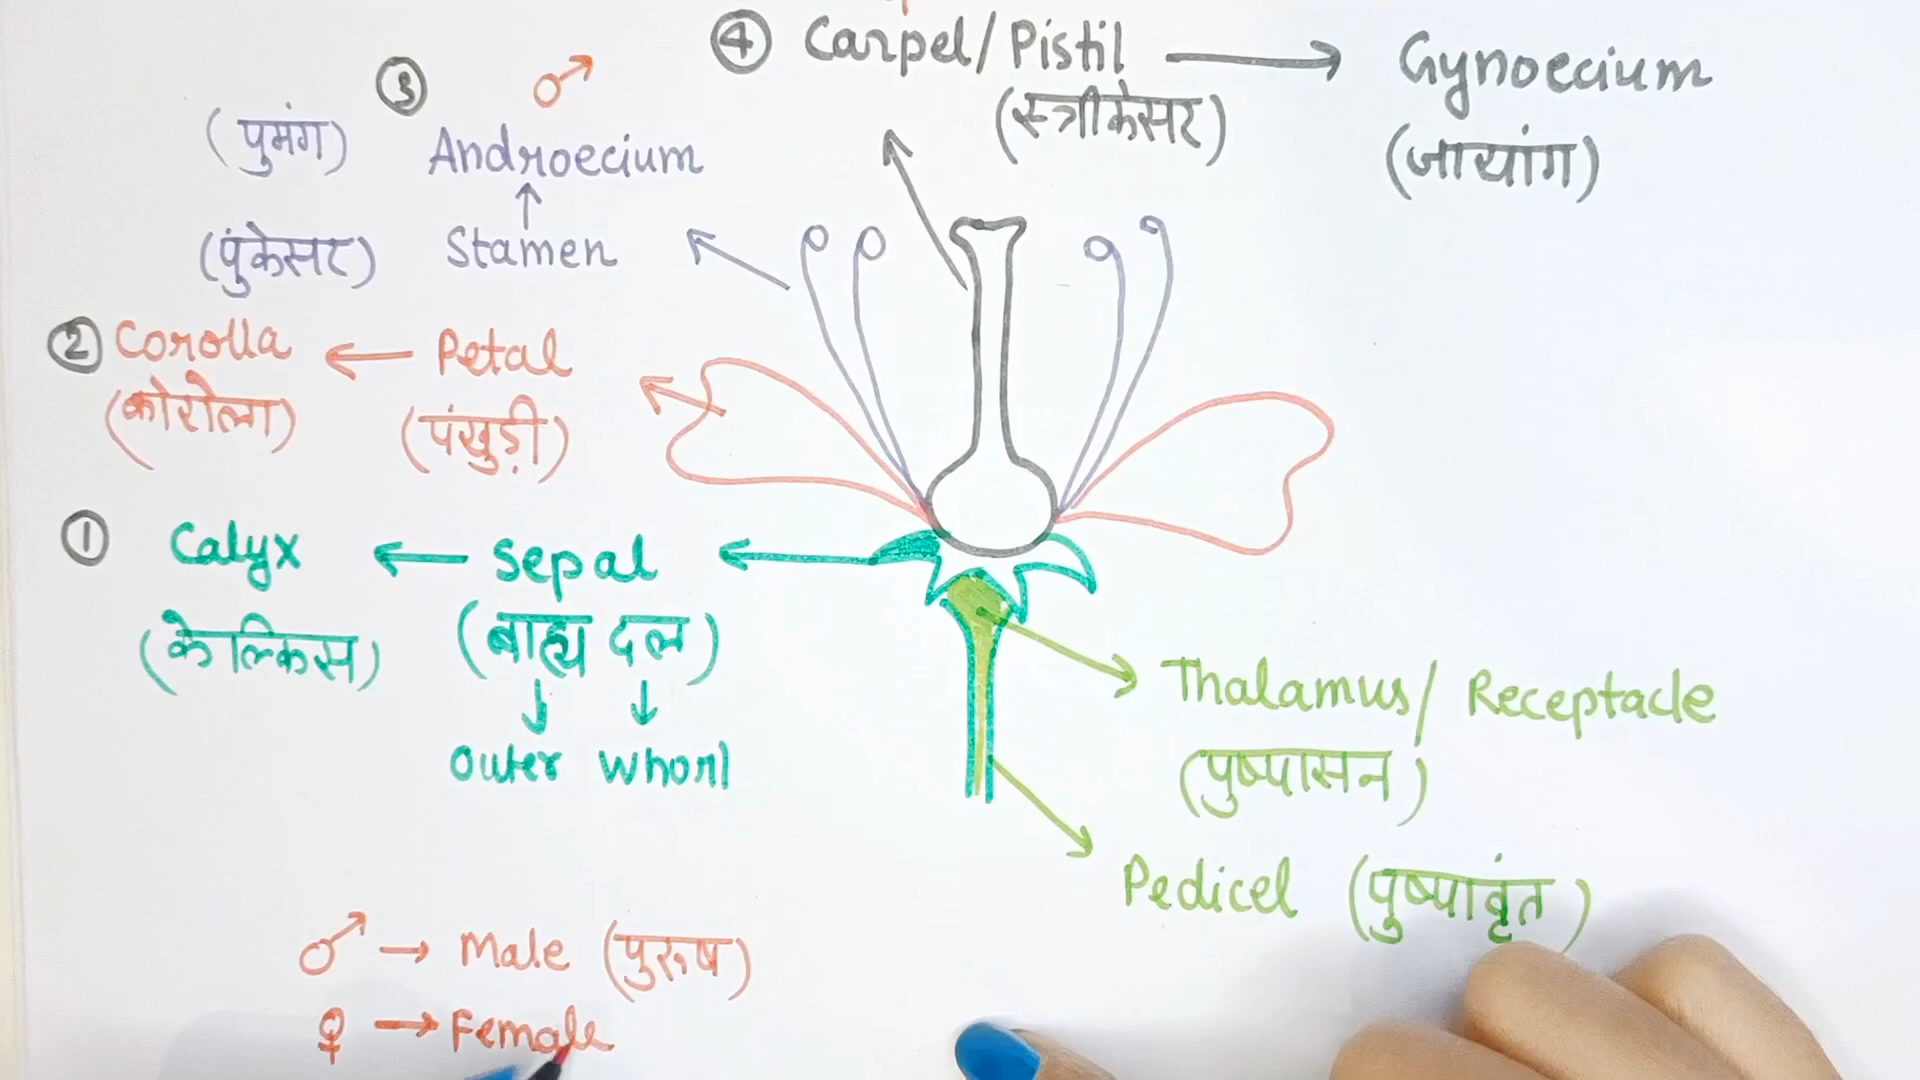 ④ Carpel/Pistil → Gynoecium
(स्त्रीकेसर) (जायांग)
③ ♂
(पुमंग) Androecium
↑
(पुंकेसर) Stamen
② Corolla ← Petal
(कोरोला) (पंखुड़ी)
① Calyx ← Sepal
(केल्किस) (बाह्य दल)
↓ ↓
Outer Whorl
Thalamus/ Receptacle
(पुष्पासन)
Pedicel (पुष्पावृंत)
♂ → Male (पुरुष)
♀ → Female